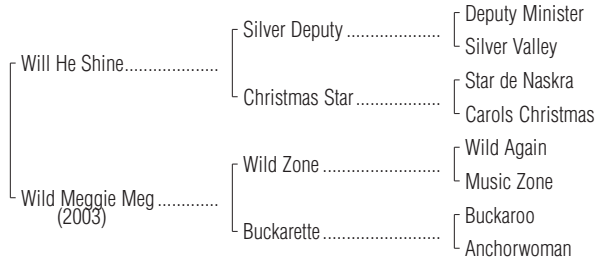 Deputy Minister
Silver Deputy ....................
Silver Valley
Will He Shine....................
Star de Naskra
Christmas Star..................
Carols Christmas
Wild Again
Wild Zone .........................
Music Zone
Wild Meggie Meg .............
(2003)
Buckaroo
Buckarette.........................
Anchorwoman